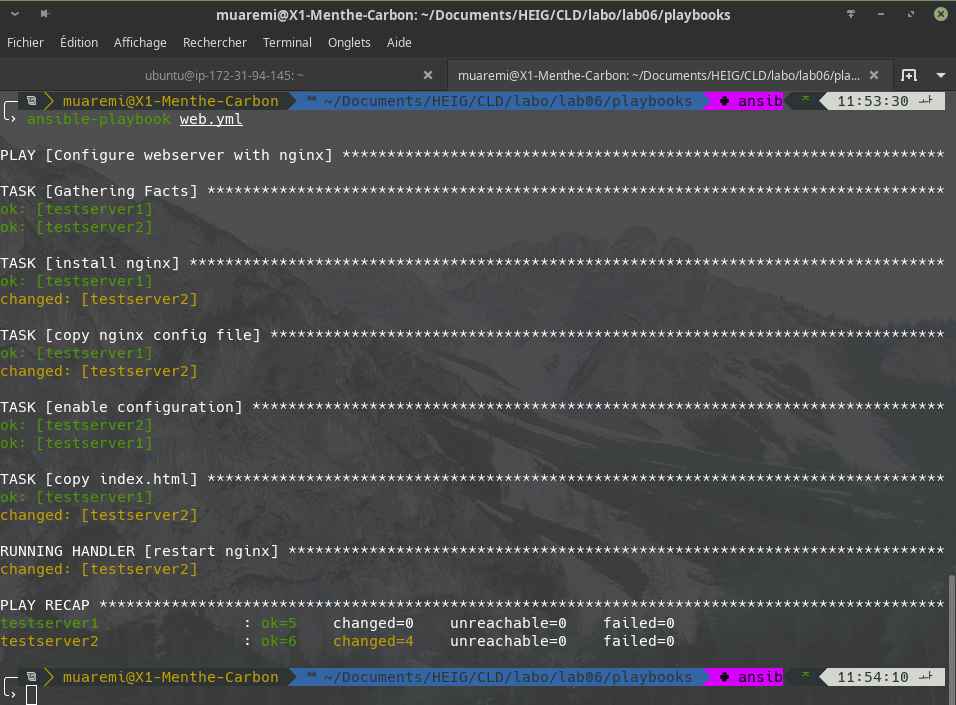 muaremi@X1-Menthe-Carbon: ~/Documents/HEIG/CLD/labo/lab06/playbooks
Fichier Édition Affichage Rechercher Terminal Onglets Aide
ubuntu@ip-172-31-94-145: ~ muaremi@X1-Menthe-Carbon: ~/Documents/HEIG/CLD/labo/lab06/pla...
muaremi@X1-Menthe-Carbon ~/Documents/HEIG/CLD/labo/lab06/playbooks ansib 11:53:30
ansible-playbook web.yml
PLAY [Configure webserver with nginx] *******************************************************************
TASK [Gathering Facts] **********************************************************************************
ok: [testserver1]
ok: [testserver2]
TASK [install nginx] ************************************************************************************
ok: [testserver1]
changed: [testserver2]
TASK [copy nginx config file] ***************************************************************************
ok: [testserver1]
changed: [testserver2]
TASK [enable configuration] *****************************************************************************
ok: [testserver2]
ok: [testserver1]
TASK [copy index.html] **********************************************************************************
ok: [testserver1]
changed: [testserver2]
RUNNING HANDLER [restart nginx] *************************************************************************
changed: [testserver2]
PLAY RECAP **********************************************************************************************
testserver1 : ok=5 changed=0 unreachable=0 failed=0
testserver2 : ok=6 changed=4 unreachable=0 failed=0
muaremi@X1-Menthe-Carbon ~/Documents/HEIG/CLD/labo/lab06/playbooks ansib 11:54:10